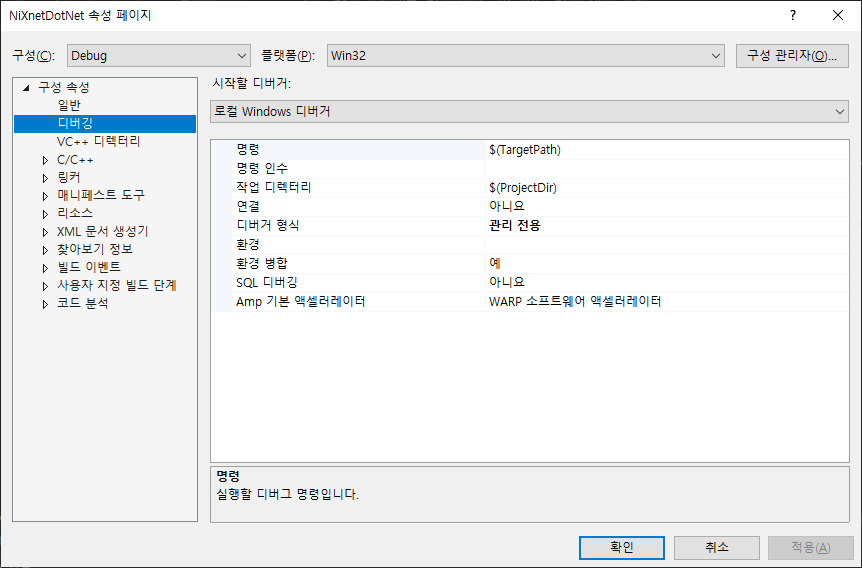 NiXnetDotNet 속성 페이지
?
구성(C): Debug 플랫폼(P): Win32 구성 관리자(O)...
구성 속성
일반
디버깅
VC++ 디렉터리
C/C++
링커
매니페스트 도구
리소스
XML 문서 생성기
찾아보기 정보
빌드 이벤트
사용자 지정 빌드 단계
코드 분석
시작할 디버거:
로컬 Windows 디버거
명령 $(TargetPath)
명령 인수
작업 디렉터리 $(ProjectDir)
연결 아니요
디버거 형식 관리 전용
환경
환경 병합 예
SQL 디버깅 아니요
Amp 기본 액셀러레이터 WARP 소프트웨어 액셀러레이터
명령
실행할 디버그 명령입니다.
확인 취소 적용(A)